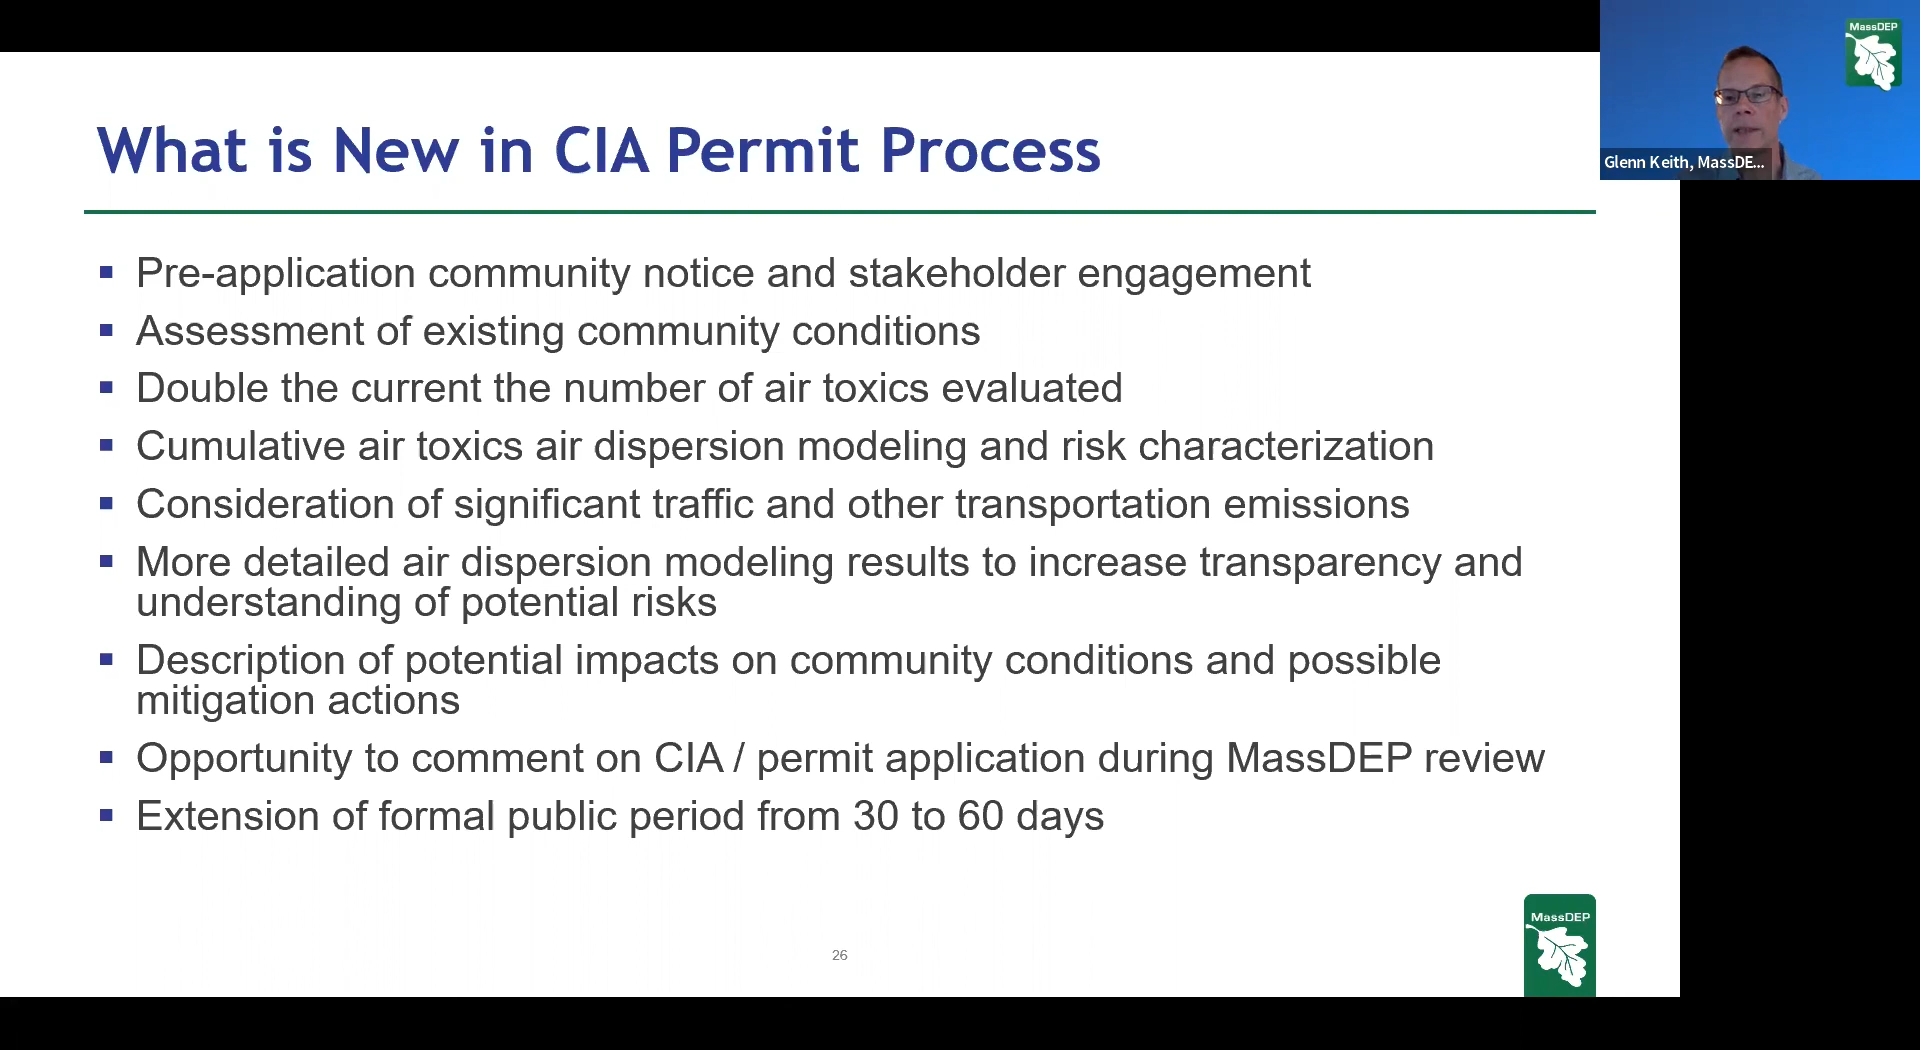 MassDEP
Glenn Keith, MassDE...
What is New in CIA Permit Process
Pre-application community notice and stakeholder engagement
Assessment of existing community conditions
Double the current the number of air toxics evaluated
Cumulative air toxics air dispersion modeling and risk characterization
Consideration of significant traffic and other transportation emissions
More detailed air dispersion modeling results to increase transparency and
understanding of potential risks
Description of potential impacts on community conditions and possible
mitigation actions
Opportunity to comment on CIA / permit application during MassDEP review
Extension of formal public period from 30 to 60 days
MassDEP
26